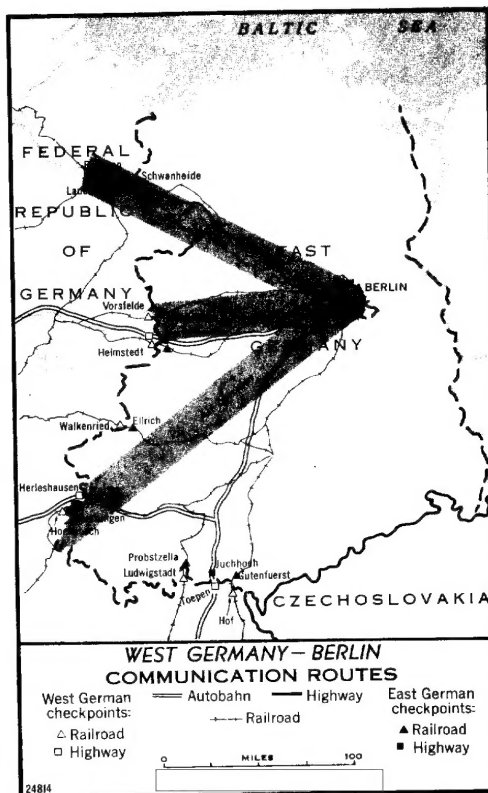 BALTIC SEA
FEDERAL
Schwanheide
REPUBLIC
OF
EAST
GERMANY
BERLIN
Vorsfelde
GERMANY
Helmstedt
Walkenried
Ellrich
Herleshausen
Probstzella
Ludwigstadt
Juchhoeh
Gutenfuerst
Toepen
Hof
CZECHOSLOVAKIA
WEST GERMANY—BERLIN
COMMUNICATION ROUTES
West German
checkpoints:
△ Railroad
□ Highway
Autobahn
Highway
Railroad
East German
checkpoints:
▲ Railroad
■ Highway
MILES
0
100
24814